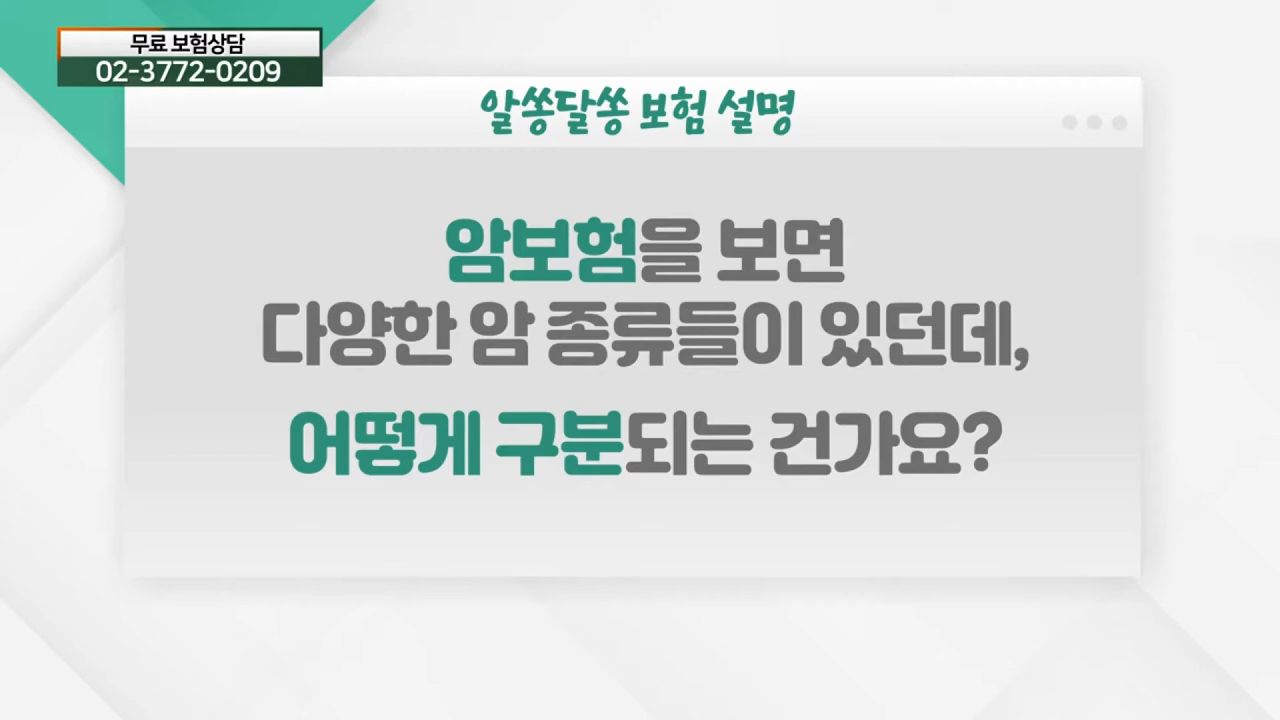 무료 보험상담
02-3772-0209
알쏭달쏭 보험 설명
암보험을 보면
다양한 암 종류들이 있던데,
어떻게 구분되는 건가요?